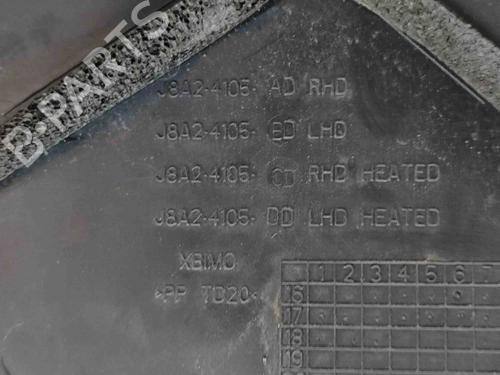 B-PARTS
J8A2-4105- AD RHD
J8A2-4105- BD LHD
J8A2-4105- CD RHD HEATED
J8A2-4105- DD LHD HEATED
XBIMO
>PP TD20<
1 2 3 4 5 6 7
16
17
18
19